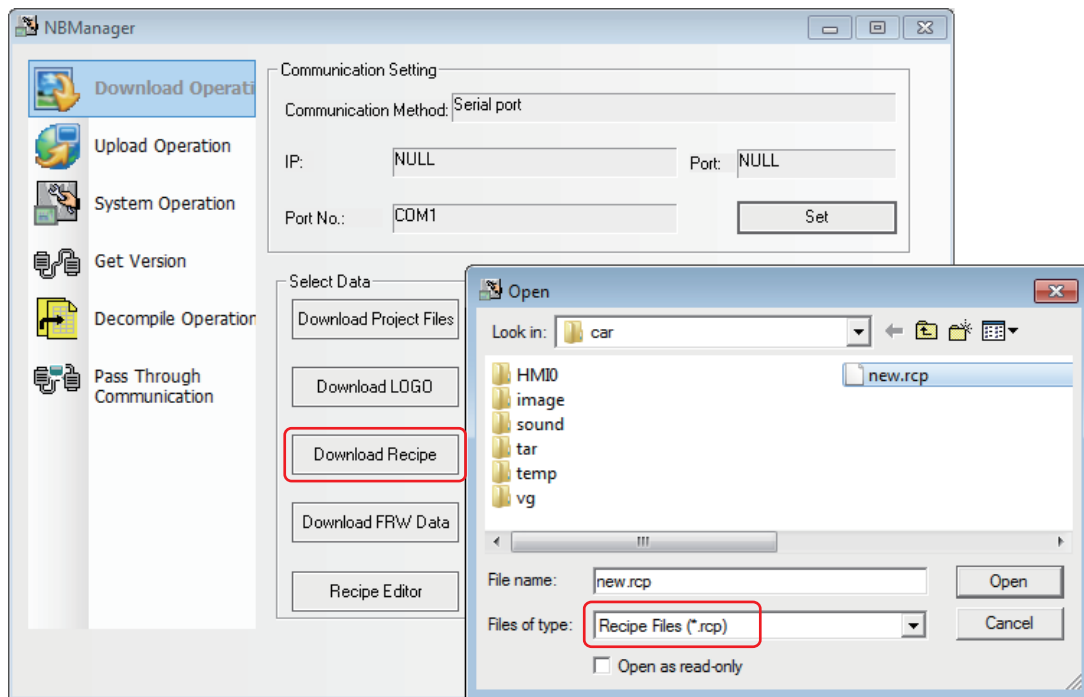 NBManager
Download Operati
Upload Operation
System Operation
Get Version
Decompile Operation
Pass Through
Communication
Communication Setting
Communication Method: Serial port
IP: NULL Port: NULL
Port No.: COM1 Set
Select Data
Download Project Files
Download LOGO
Download Recipe
Download FRW Data
Recipe Editor
Open
Look in: car
HMI0
image
sound
tar
temp
vg
new.rcp
File name: new.rcp Open
Files of type: Recipe Files (*.rcp) Cancel
Open as read-only